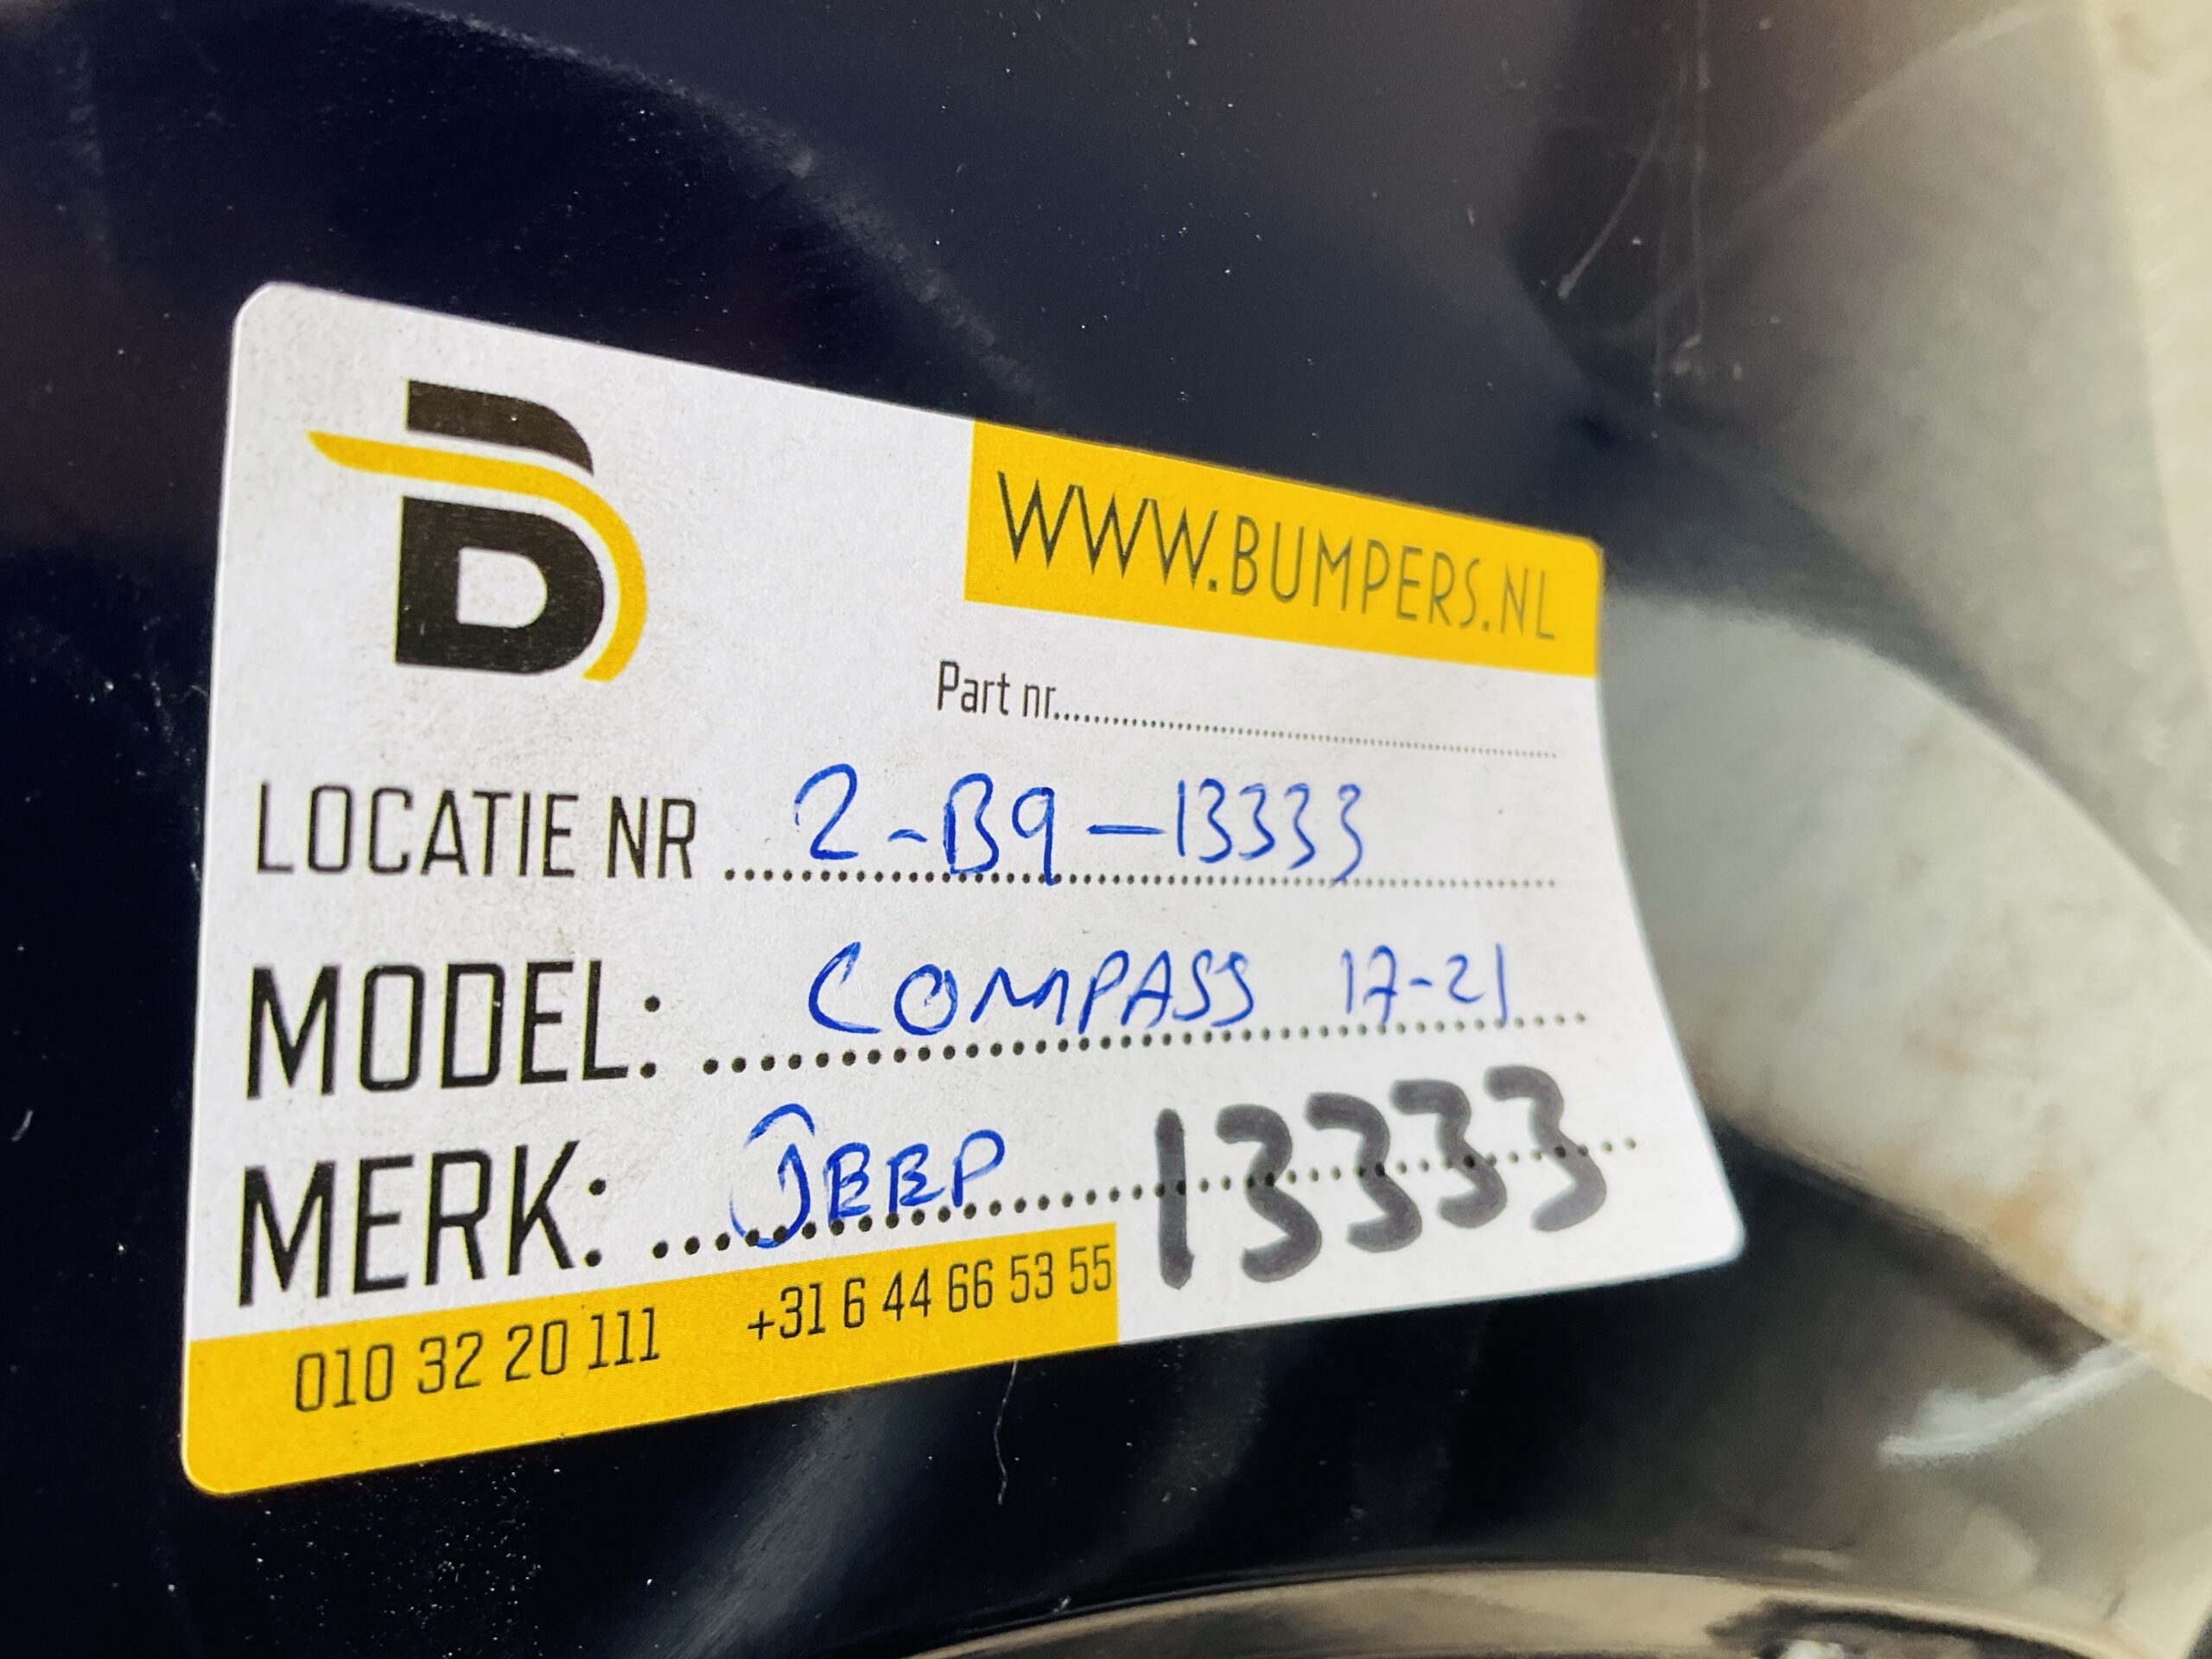 B
WWW.BUMPERS.NL
Part nr....................
LOCATIE NR 2-B9-13333
MODEL: COMPASS 17-21
MERK: JEEP 13333
010 32 20 111 +31 6 44 66 53 55